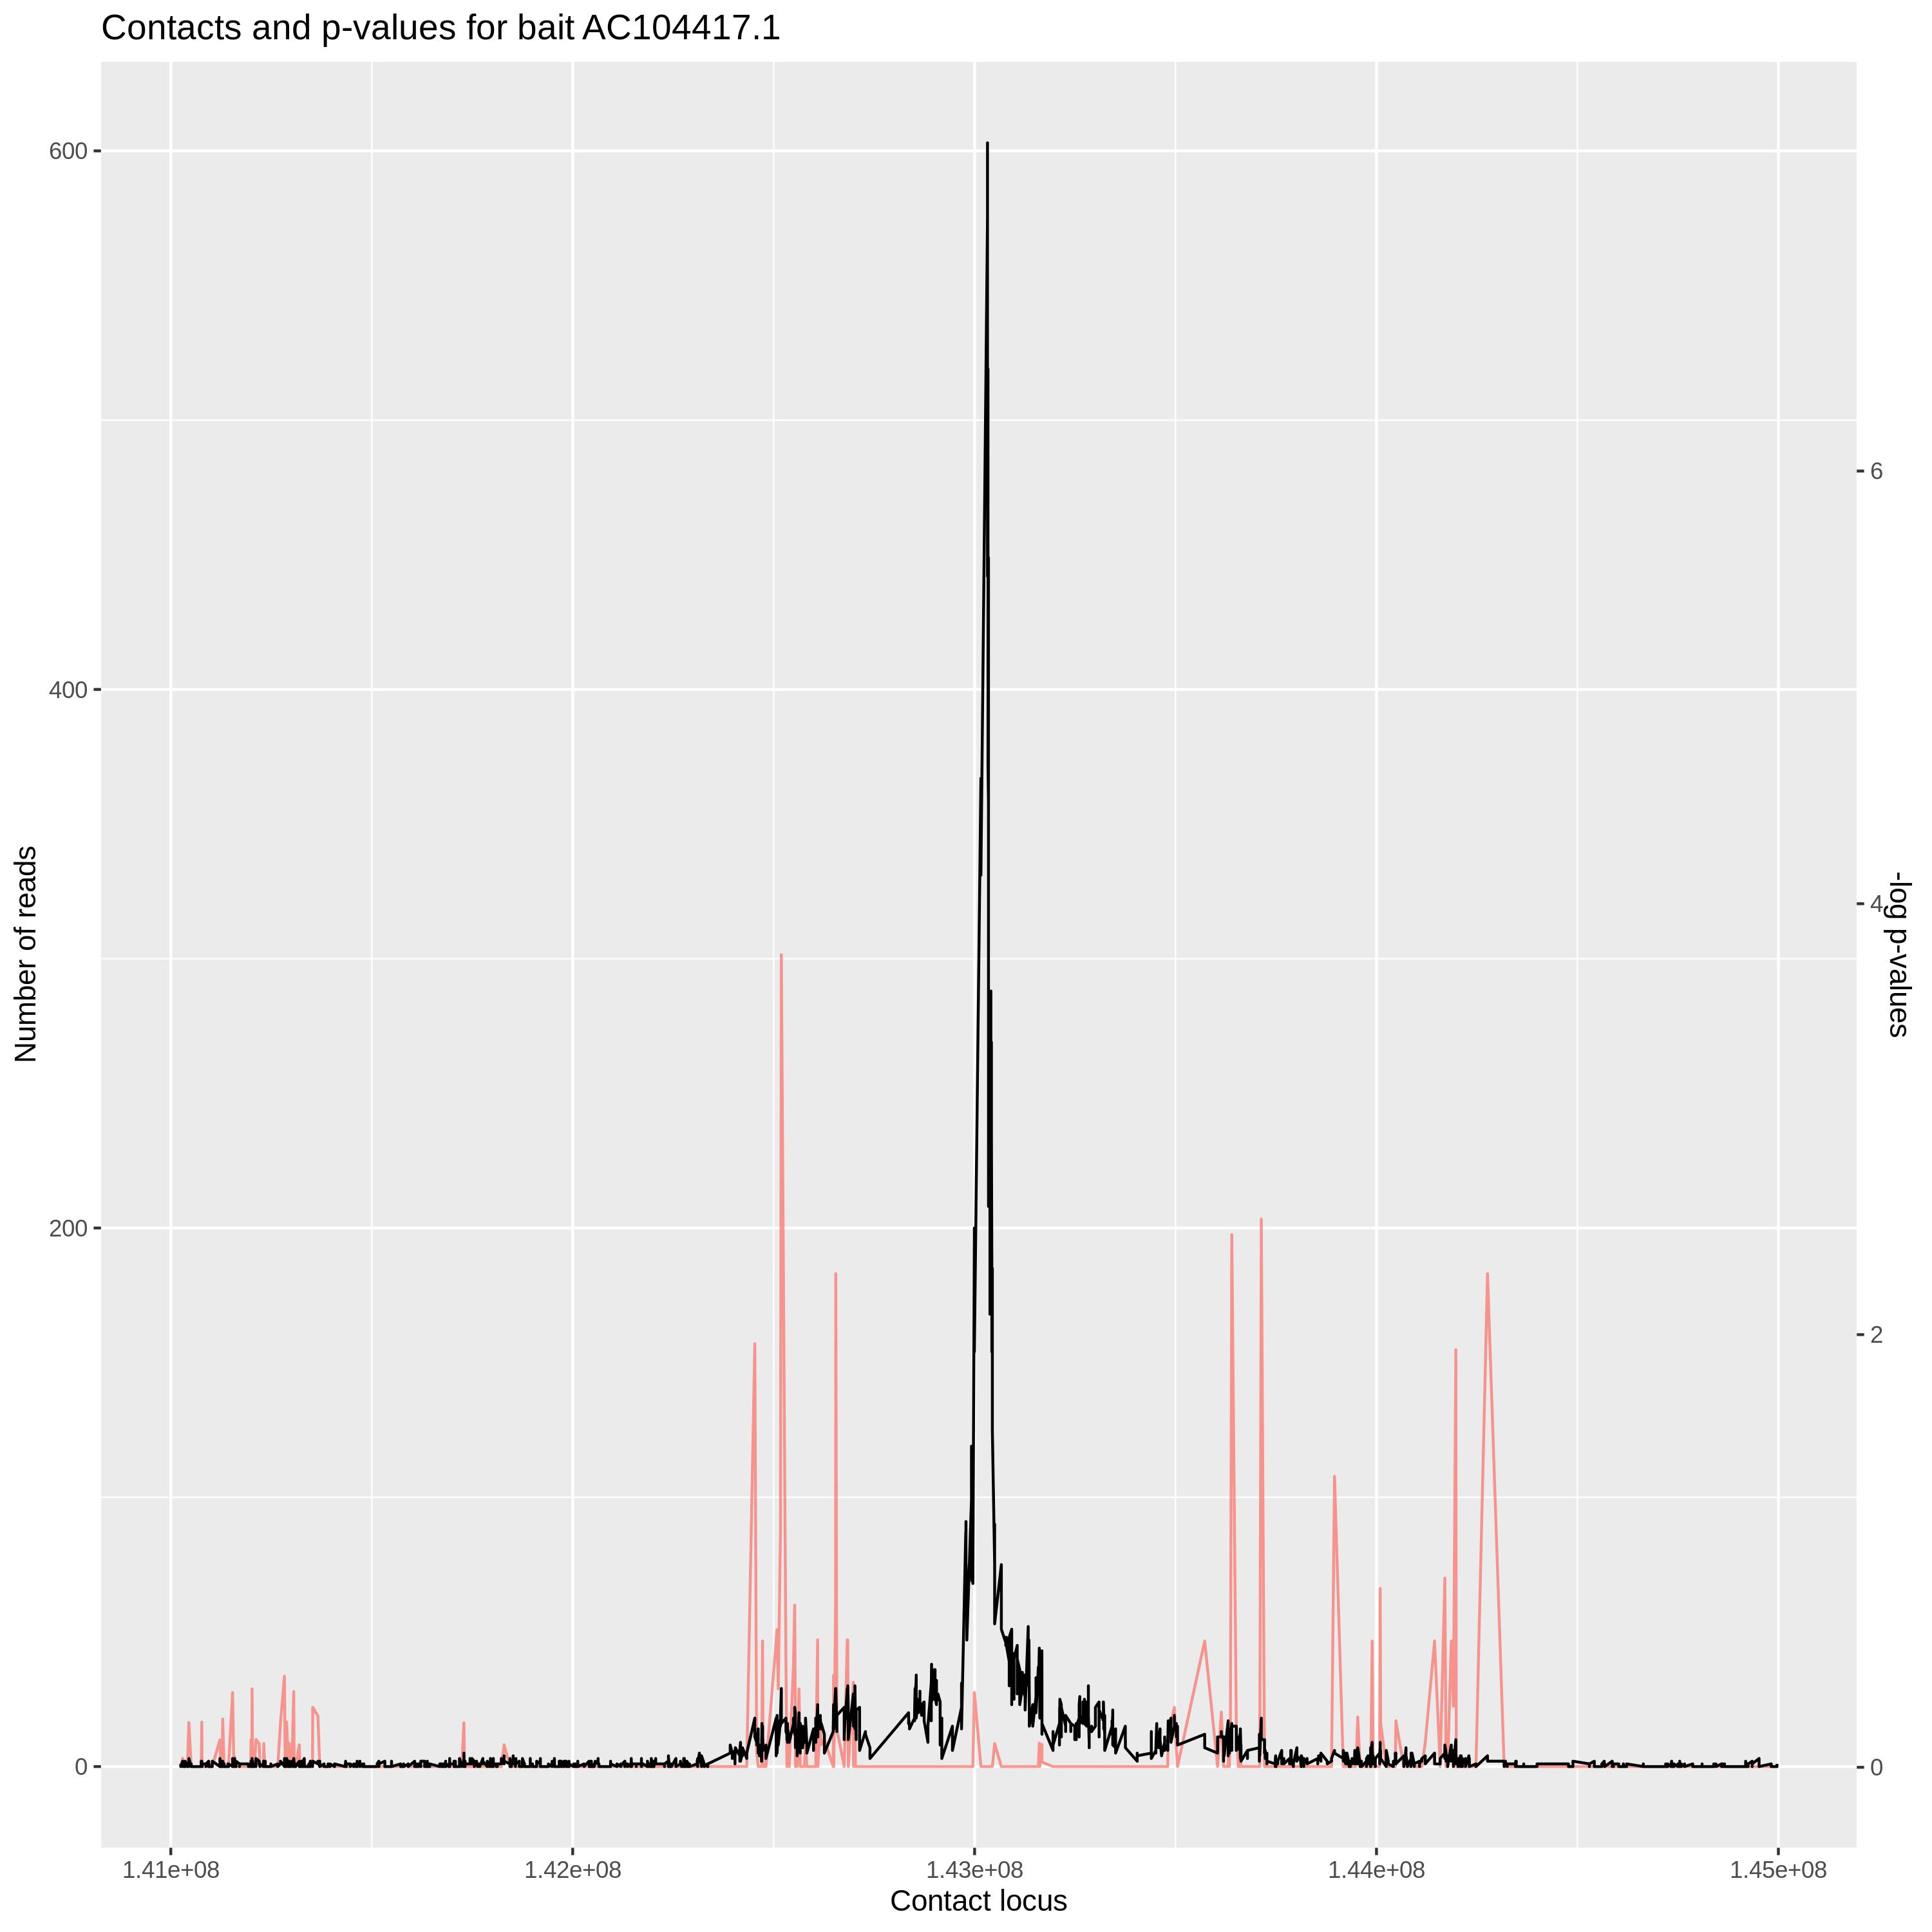 Contacts and p-values for bait AC104417.1
600
400
200
0
Number of reads
6
4
2
0
-log p-values
1.41e+08
1.42e+08
1.43e+08
1.44e+08
1.45e+08
Contact locus